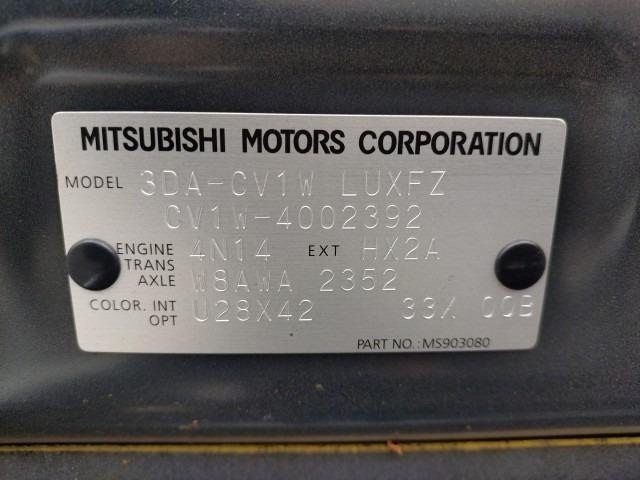 MITSUBISHI MOTORS CORPORATION
MODEL 3DA-CV1W LUXFZ
CV1W-4002392
ENGINE 4N14 EXT HX2A
TRANS
AXLE W8AWA 2352
COLOR. INT
OPT U28X42 33X 00B
PART NO.:MS903080